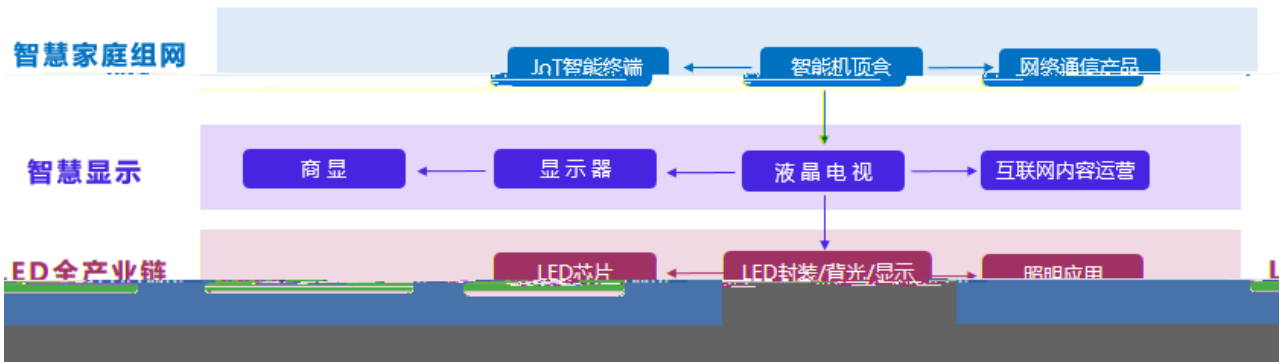 智慧家庭组网
IoT智能终端
智能机顶盒
网络通信产品
智慧显示
商显
显示器
液晶电视
互联网内容运营
LED全产业链
LED芯片
LED封装/背光/显示
照明应用